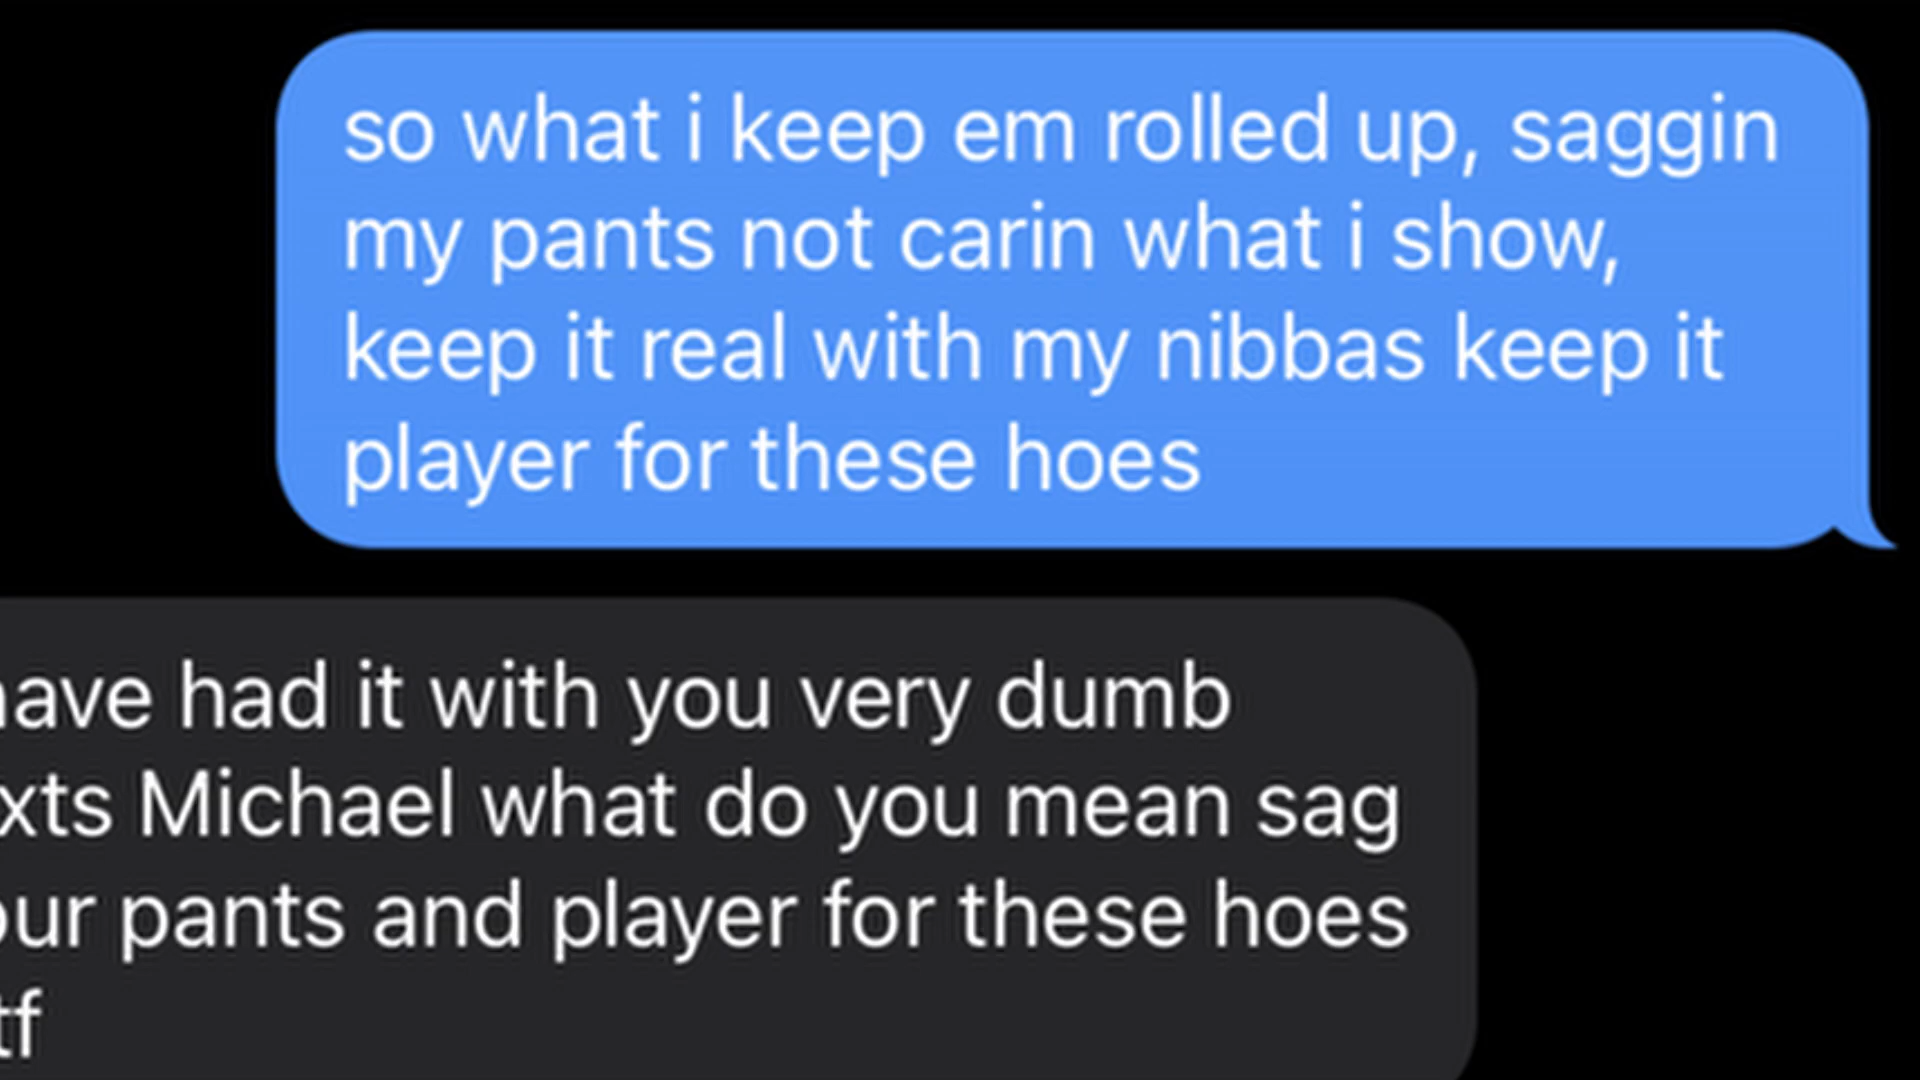 so what i keep em rolled up, saggin
my pants not carin what i show,
keep it real with my nibbas keep it
player for these hoes
have had it with you very dumb
xts Michael what do you mean sag
our pants and player for these hoes
tf